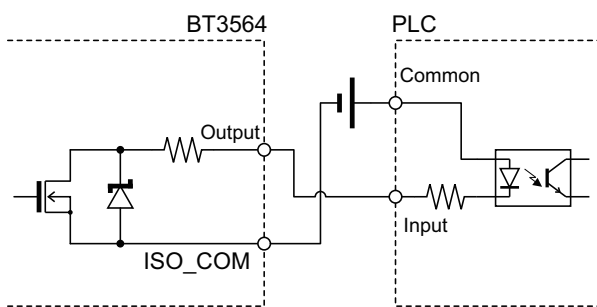 BT3564
PLC
Common
Output
Input
ISO_COM